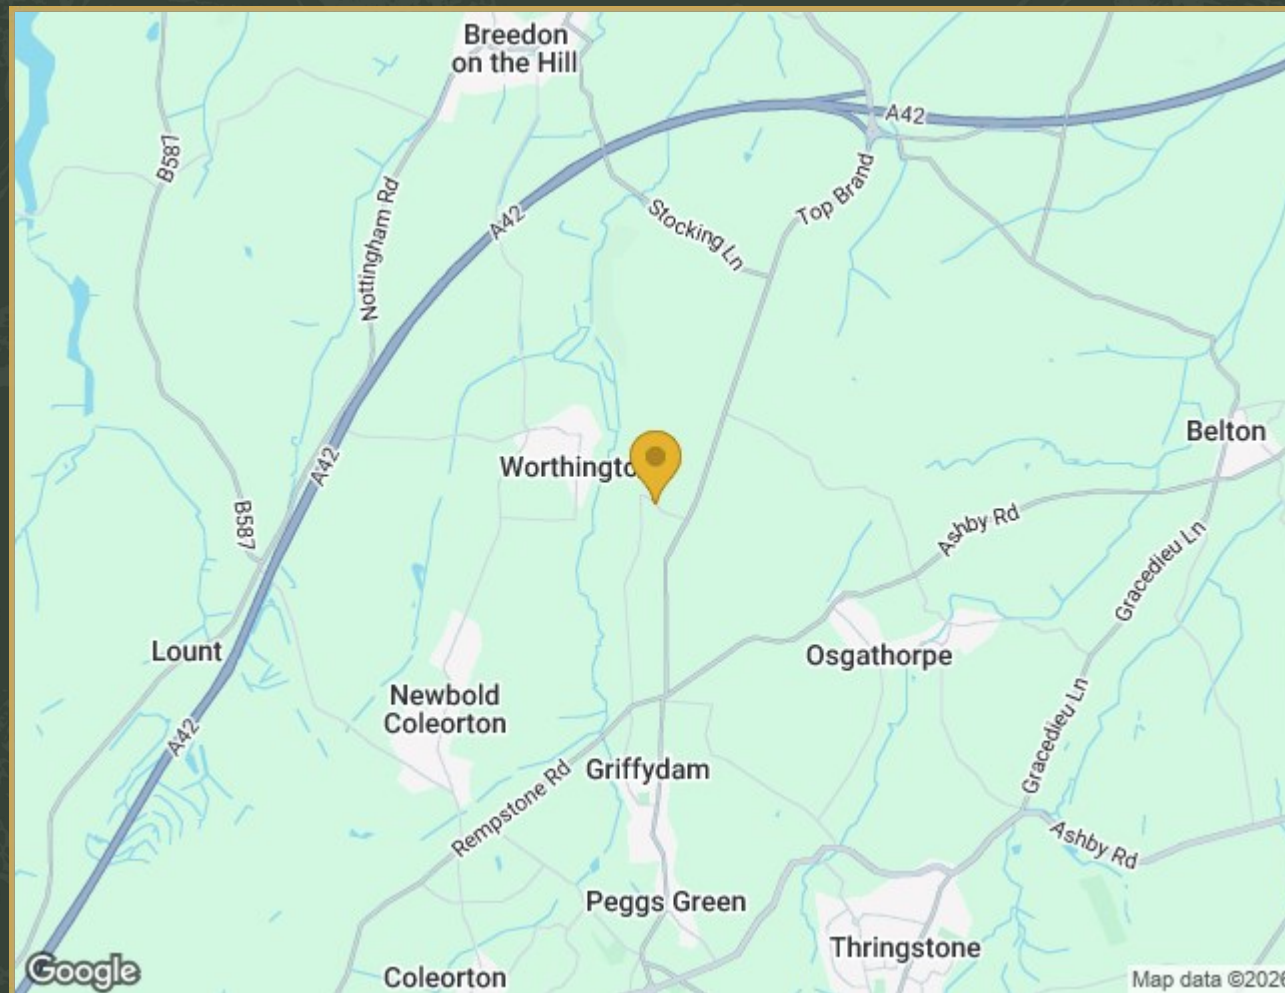 Breedon
on the Hill
A42
B587
Top Brand
Nottingham Rd
Stocking Ln
A42
Belton
Worthingto
A42
B587
Ashby Rd
Gracedieu Ln
Lount
Osgathorpe
Newbold
Coleorton
Gracedieu Ln
A42
Griffydam
Rempstone Rd
Ashby Rd
Peggs Green
Thringstone
Coleorton
Google
Map data ©2026